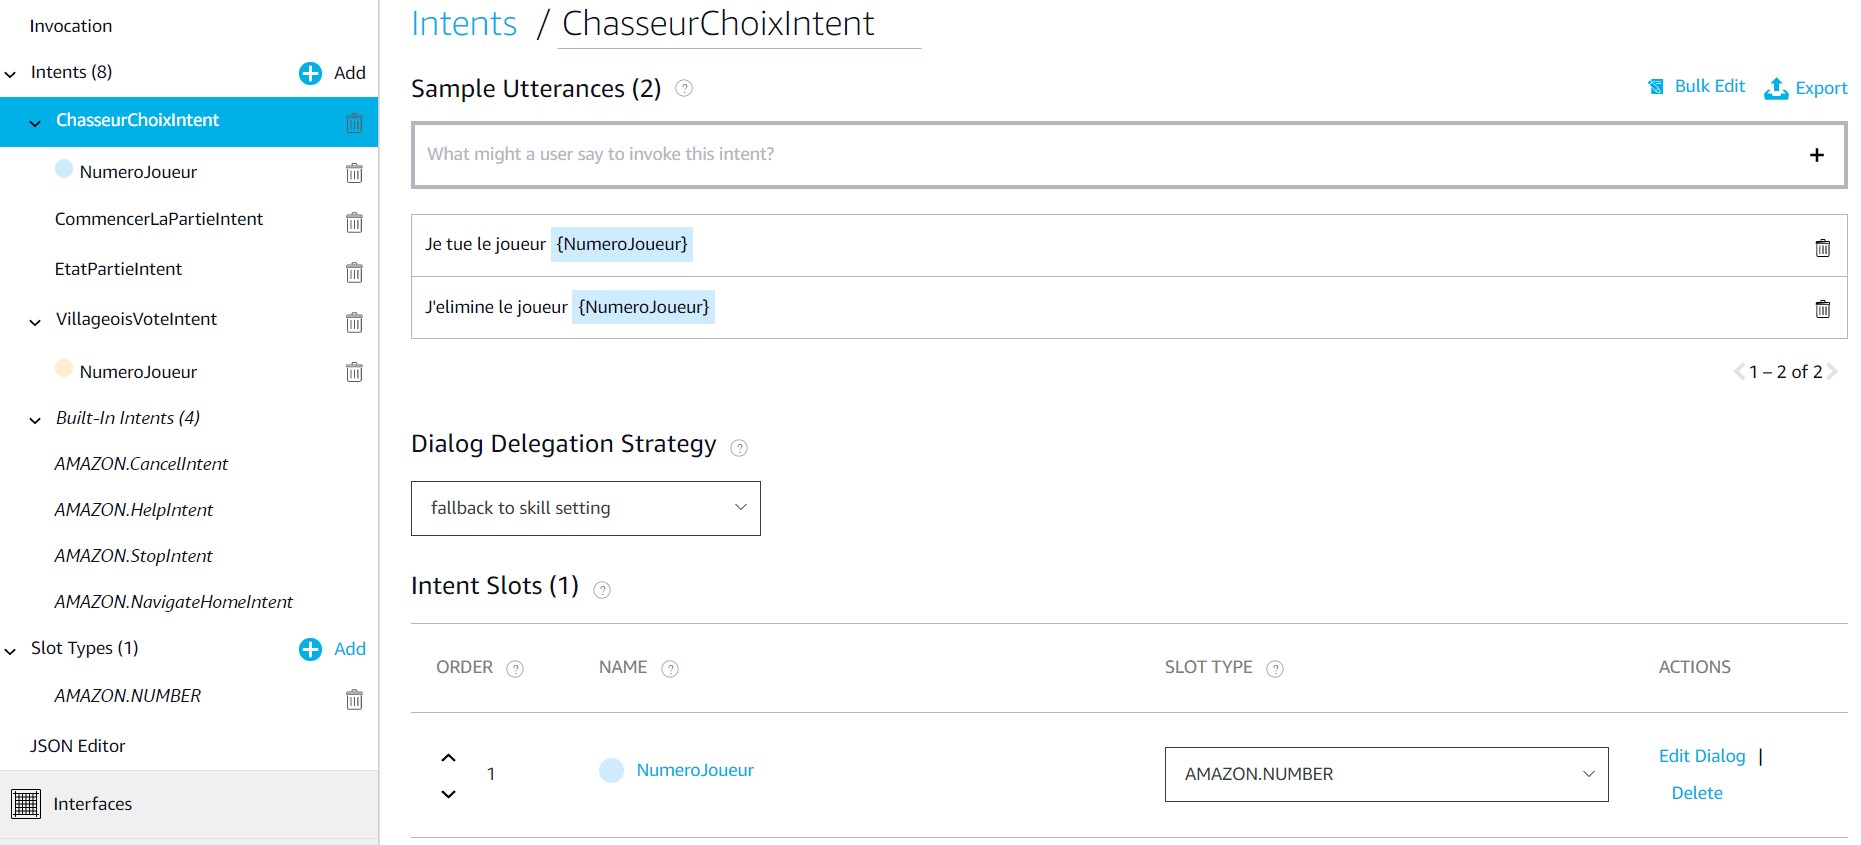 Invocation
Intents (8)
Add
ChasseurChoixIntent
NumeroJoueur
CommencerLaPartieIntent
EtatPartieIntent
VillageoisVoteIntent
NumeroJoueur
Built-In Intents (4)
AMAZON.CancelIntent
AMAZON.HelpIntent
AMAZON.StopIntent
AMAZON.NavigateHomeIntent
Slot Types (1)
Add
AMAZON.NUMBER
JSON Editor
Interfaces
Intents / ChasseurChoixIntent
Sample Utterances (2) ?
Bulk Edit
Export
What might a user say to invoke this intent?
Je tue le joueur {NumeroJoueur}
J'elimine le joueur {NumeroJoueur}
1 – 2 of 2
Dialog Delegation Strategy ?
fallback to skill setting
Intent Slots (1) ?
ORDER ? NAME ? SLOT TYPE ? ACTIONS
1 NumeroJoueur AMAZON.NUMBER Edit Dialog |
Delete